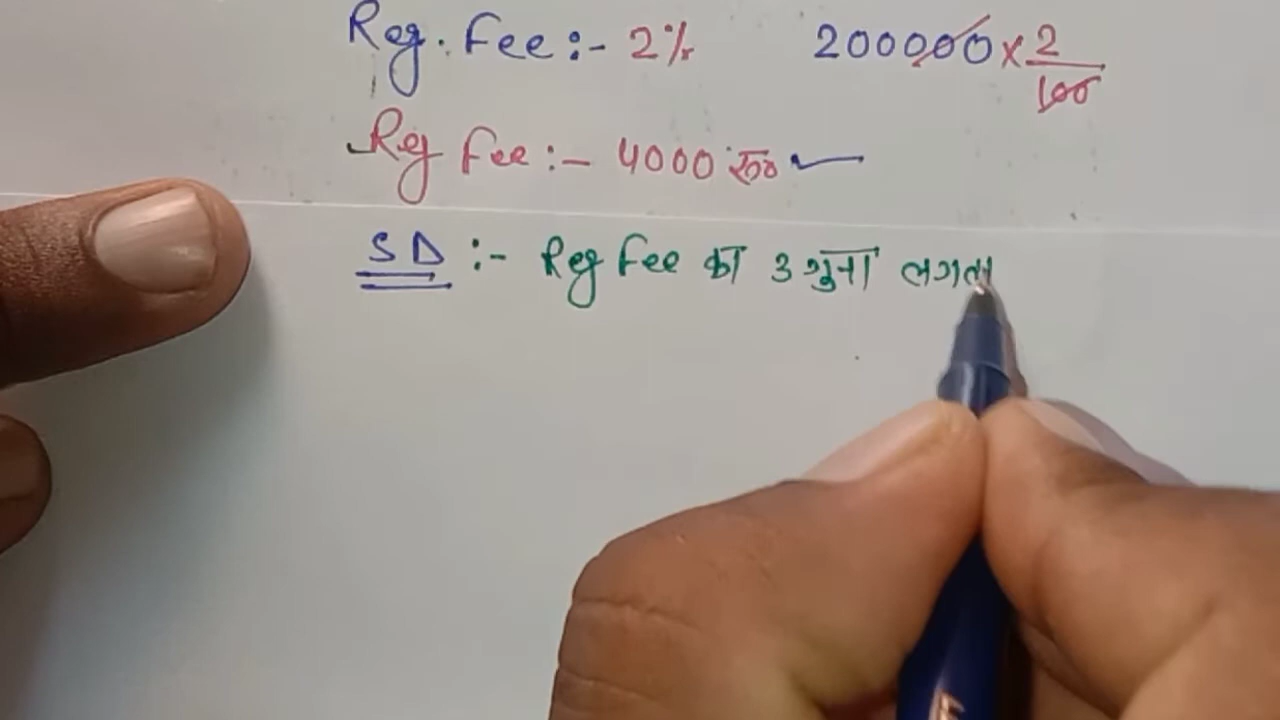 Reg. Fee :- 2% 200000 x 2/100
Reg Fee :- 4000 रू०
SD :- Reg Fee का 3 गुना लगता